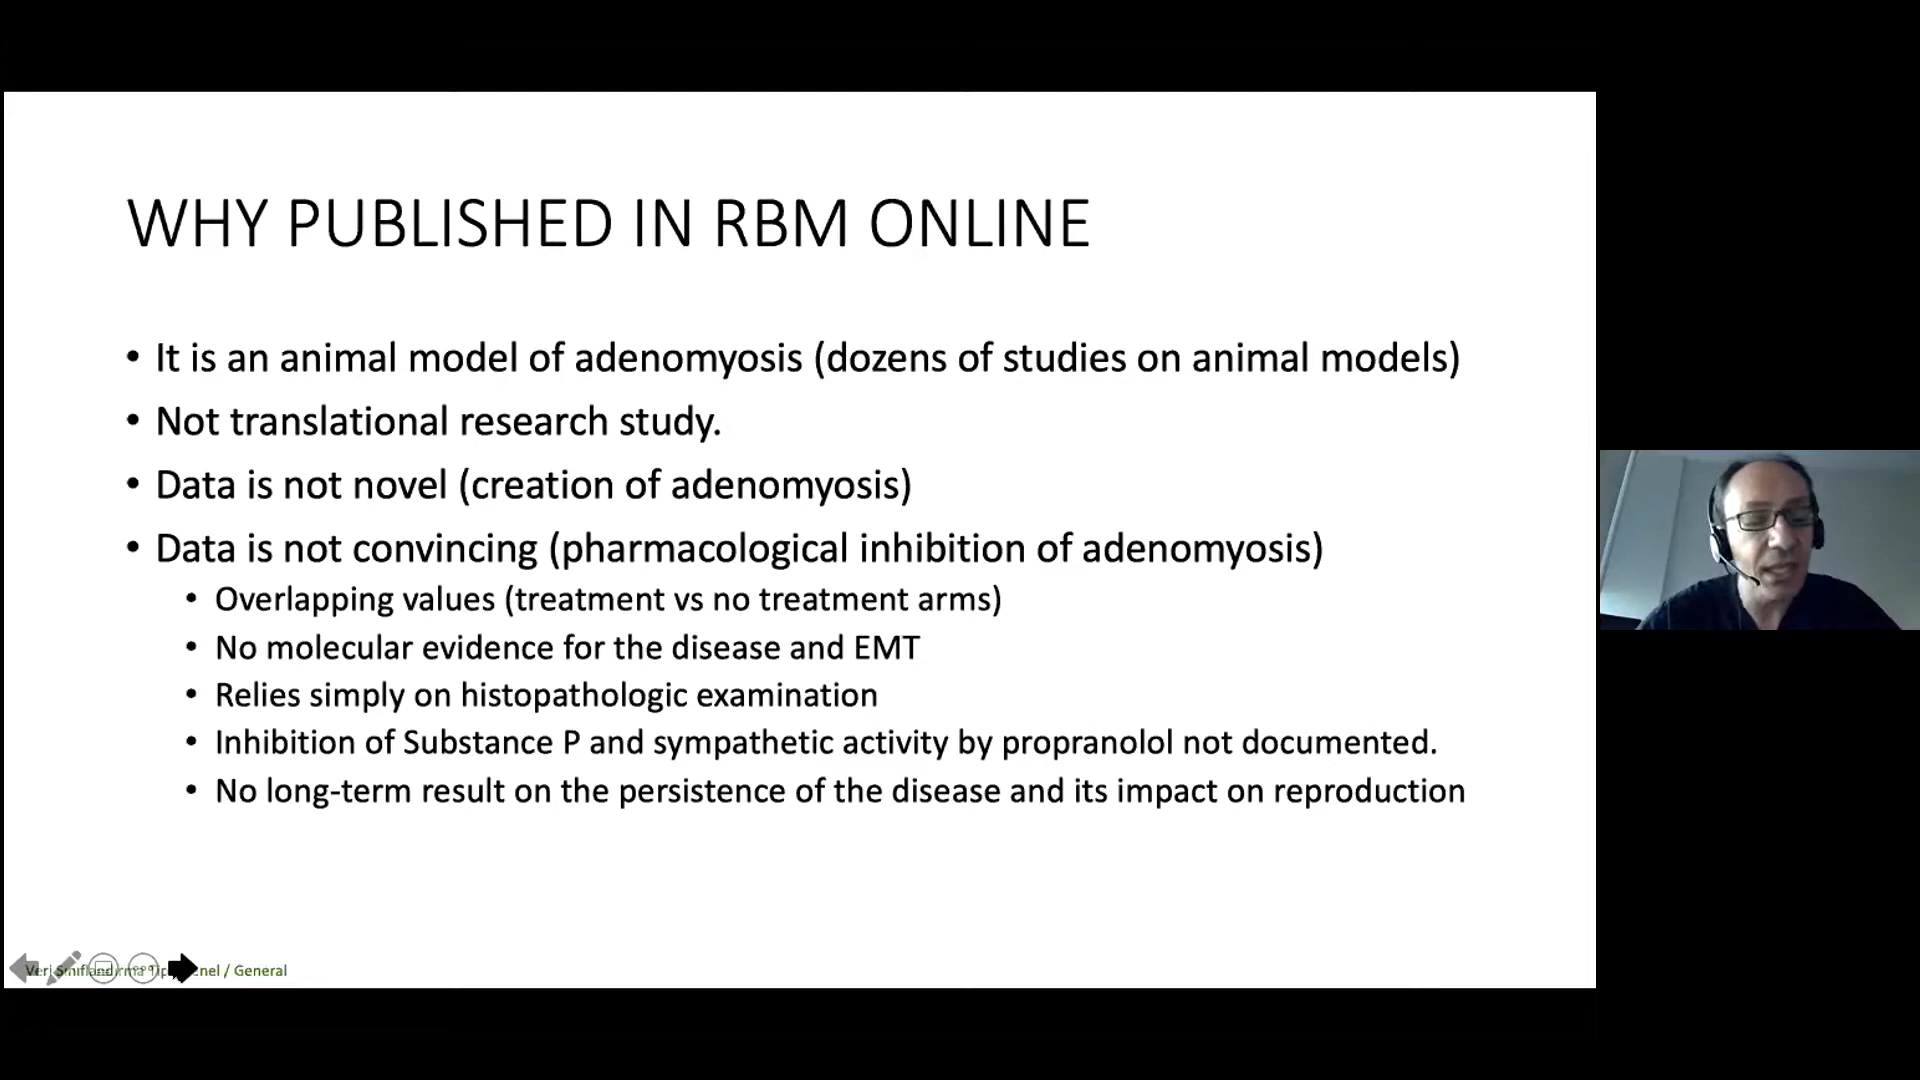 WHY PUBLISHED IN RBM ONLINE
• It is an animal model of adenomyosis (dozens of studies on animal models)
• Not translational research study.
• Data is not novel (creation of adenomyosis)
• Data is not convincing (pharmacological inhibition of adenomyosis)
• Overlapping values (treatment vs no treatment arms)
• No molecular evidence for the disease and EMT
• Relies simply on histopathologic examination
• Inhibition of Substance P and sympathetic activity by propranolol not documented.
• No long-term result on the persistence of the disease and its impact on reproduction
Veri Sınıflandırma / General